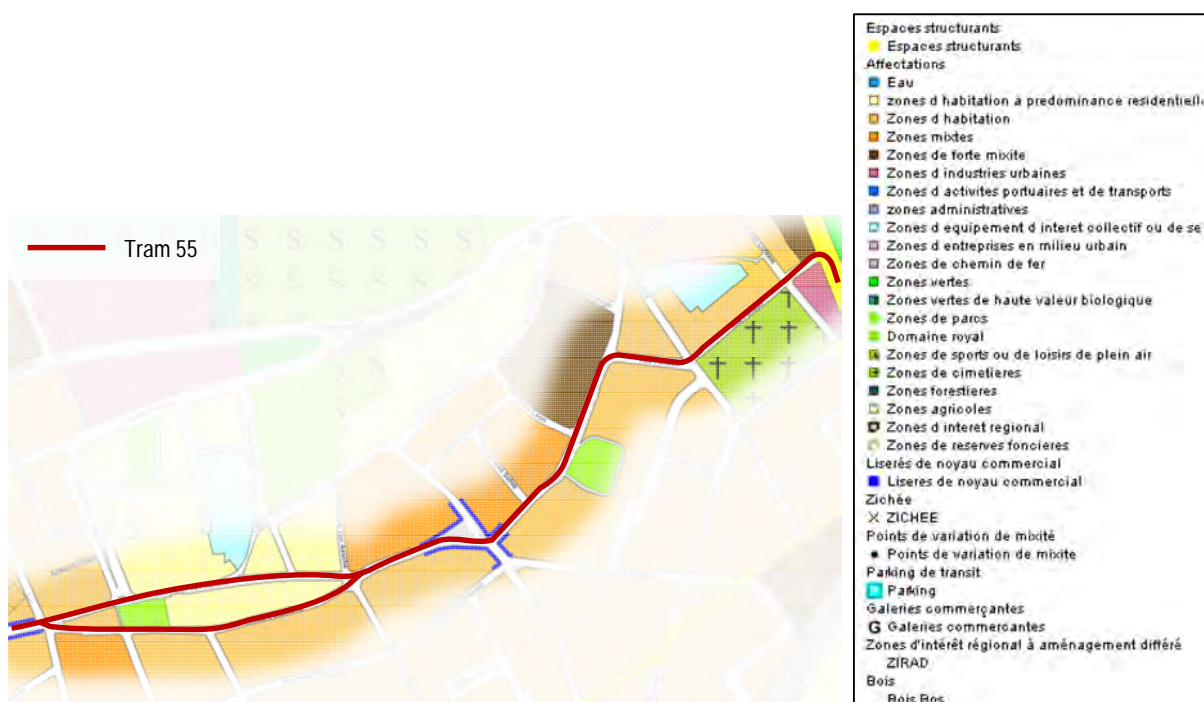 Tram 55
S S S S S S
Espaces structurants
Espaces structurants
Affectations
Eau
zones d habitation a predominance residentielle
Zones d habitation
Zones mixtes
Zones de forte mixite
Zones d industries urbaines
Zones d activites portuaires et de transports
zones administratives
Zones d equipement d interet collectif ou de se
Zones d entreprises en milieu urbain
Zones de chemin de fer
Zones vertes
Zones vertes de haute valeur biologique
Zones de parcs
Domaine royal
Zones de sports ou de loisirs de plein air
Zones de cimetieres
Zones forestieres
Zones agricoles
Zones d interet regional
Zones de reserves foncieres
Liserés de noyau commercial
Liseres de noyau commercial
Zichée
ZICHEE
Points de variation de mixité
Points de variation de mixite
Parking de transit
Parking
Galeries commerçantes
G Galeries commercantes
Zones d'intérêt régional à aménagement différé
ZIRAD
Bois
Bois Bos